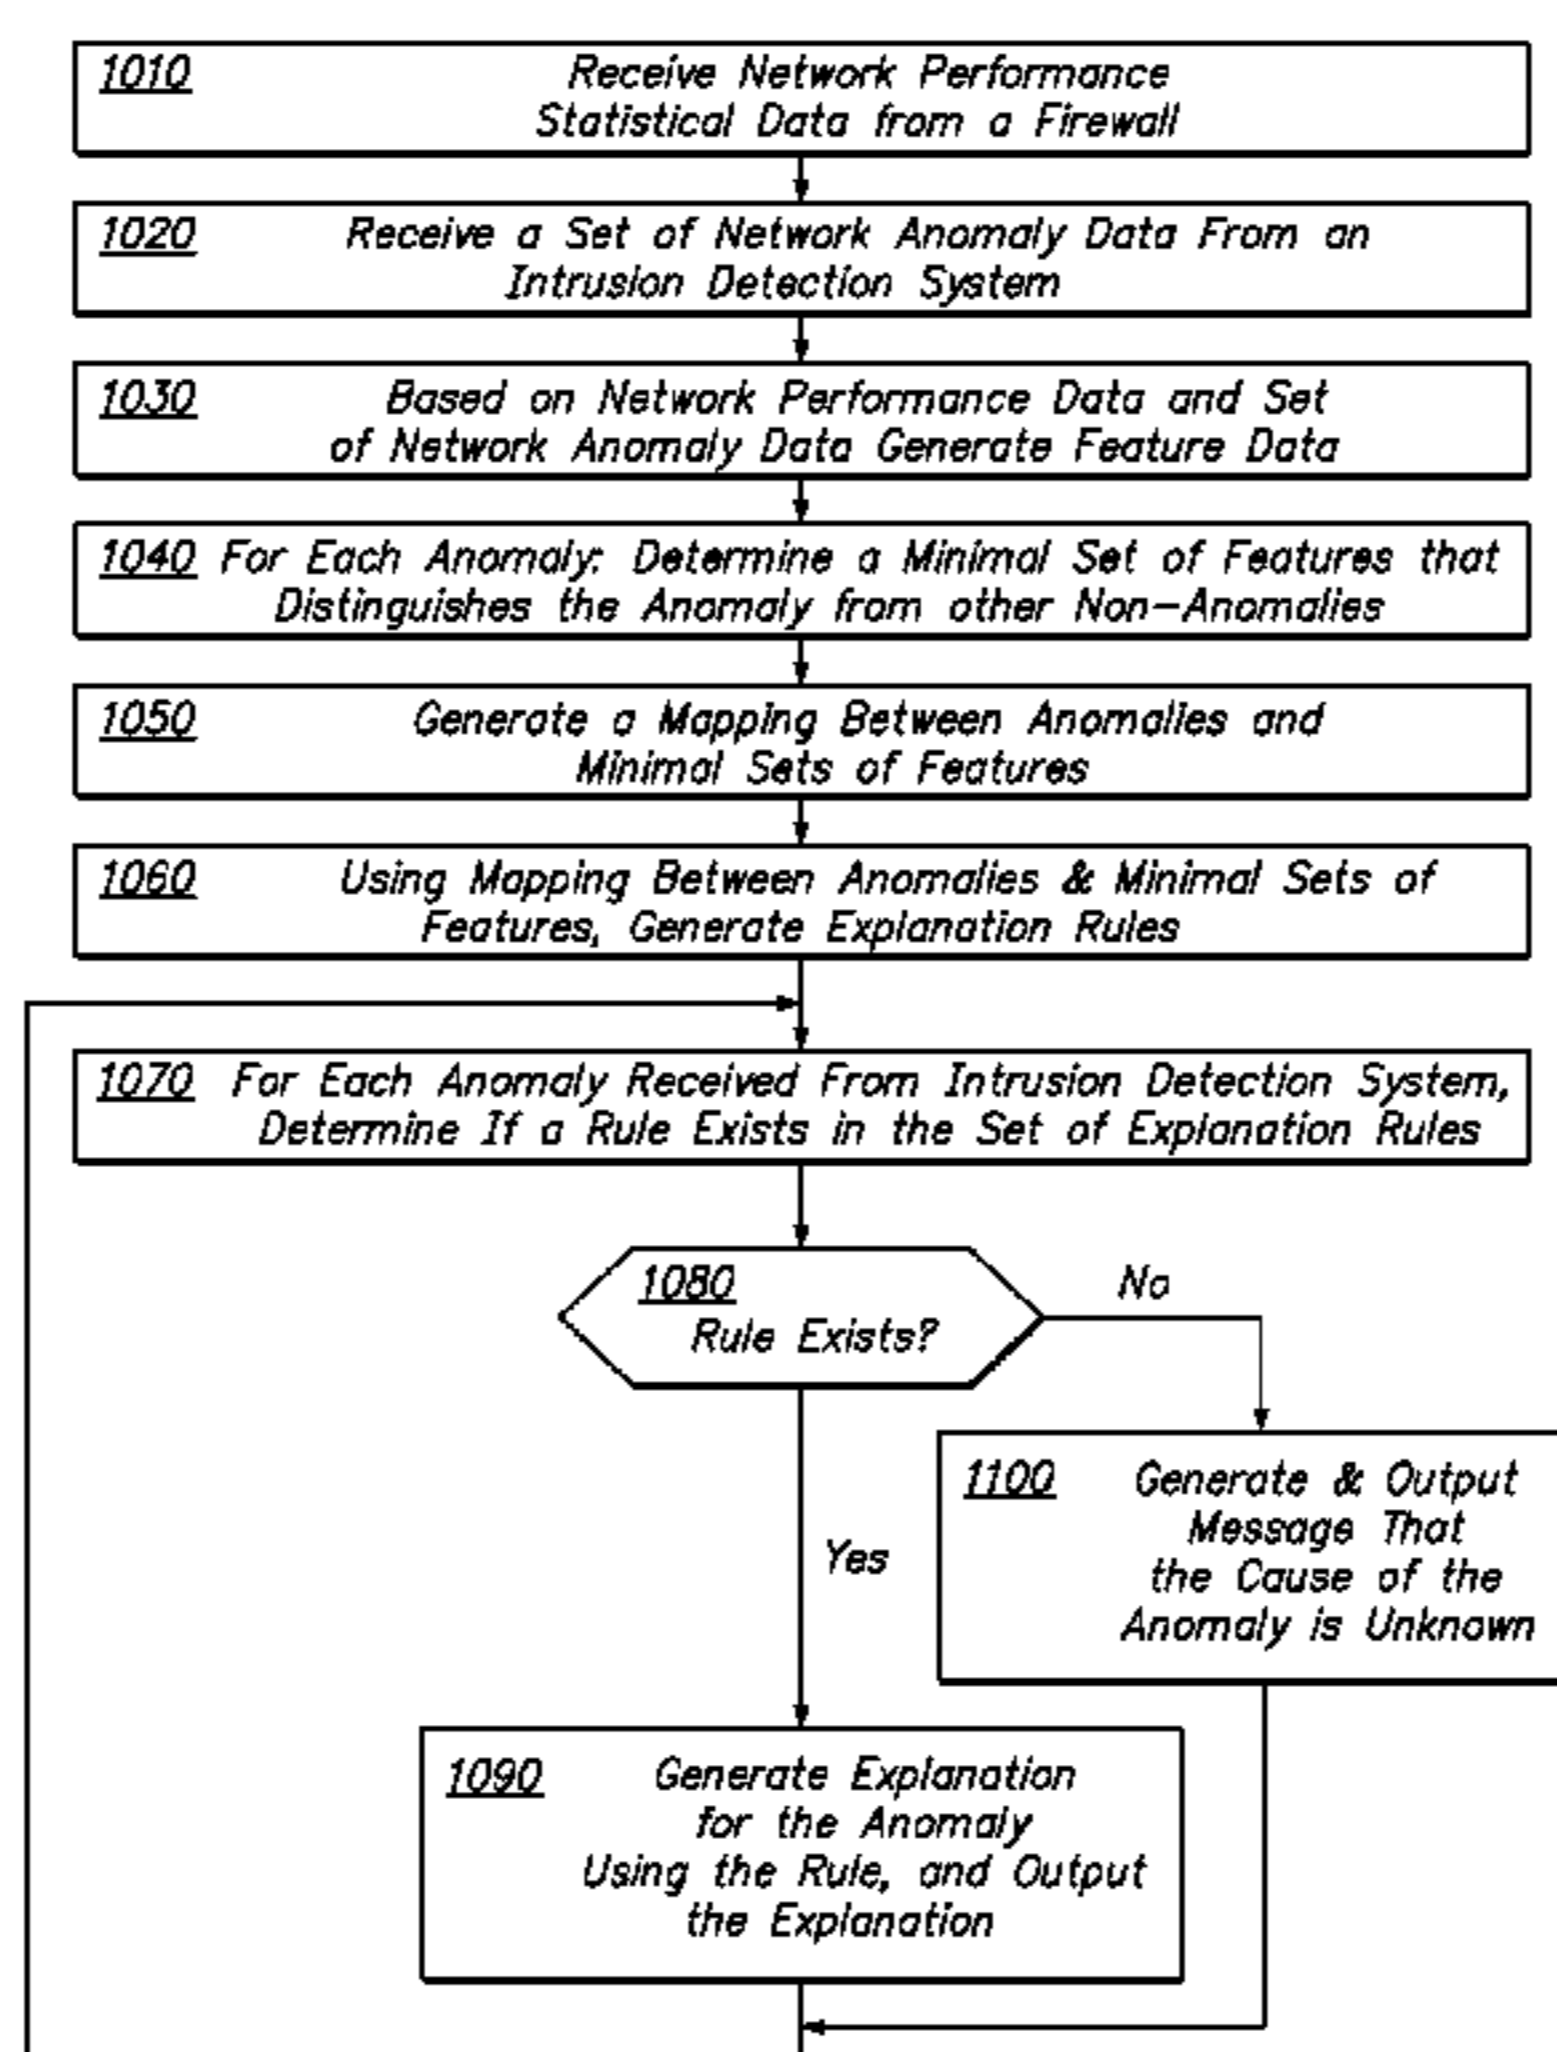 1010 Receive Network Performance
Statistical Data from a Firewall
1020 Receive a Set of Network Anomaly Data From an
Intrusion Detection System
1030 Based on Network Performance Data and Set
of Network Anomaly Data Generate Feature Data
1040 For Each Anomaly: Determine a Minimal Set of Features that
Distinguishes the Anomaly from other Non-Anomalies
1050 Generate a Mapping Between Anomalies and
Minimal Sets of Features
1060 Using Mapping Between Anomalies & Minimal Sets of
Features, Generate Explanation Rules
1070 For Each Anomaly Received From Intrusion Detection System,
Determine If a Rule Exists in the Set of Explanation Rules
1080
Rule Exists?
No
1100 Generate & Output
Message That
the Cause of the
Anomaly is Unknown
Yes
1090 Generate Explanation
for the Anomaly
Using the Rule, and Output
the Explanation